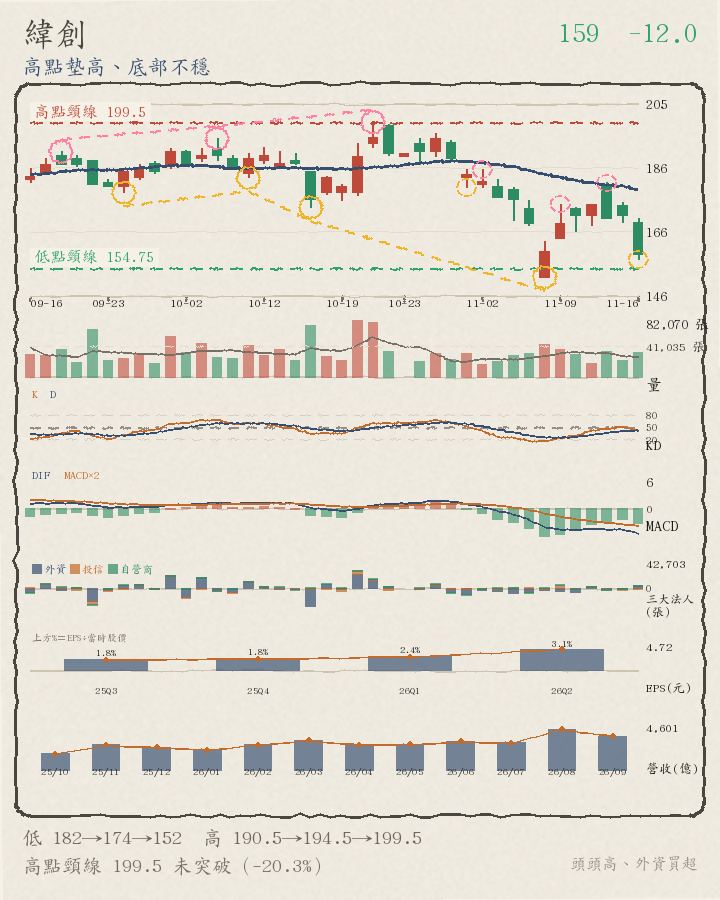 緯創
159 -12.0
高點墊高、底部不穩
高點頸線 199.5
205
186
166
146
低點頸線 154.75
09-16 09-23 10-02 10-12 10-19 10-23 11-02 11-09 11-16
82,070 張
41,035 張
量
K D
80
50
20
KD
DIF MACD×2
6
0
MACD
外資 投信 自營商
42,703
0
三大法人
(張)
上方%=EPS÷當時股價
1.8% 1.8% 2.4% 3.1%
4.72
25Q3 25Q4 26Q1 26Q2
EPS(元)
4,601
25/10 25/11 25/12 26/01 26/02 26/03 26/04 26/05 26/06 26/07 26/08 26/09
營收(億)
低 182→174→152 高 190.5→194.5→199.5
高點頸線 199.5 未突破 (-20.3%)
頭頭高、外資買超